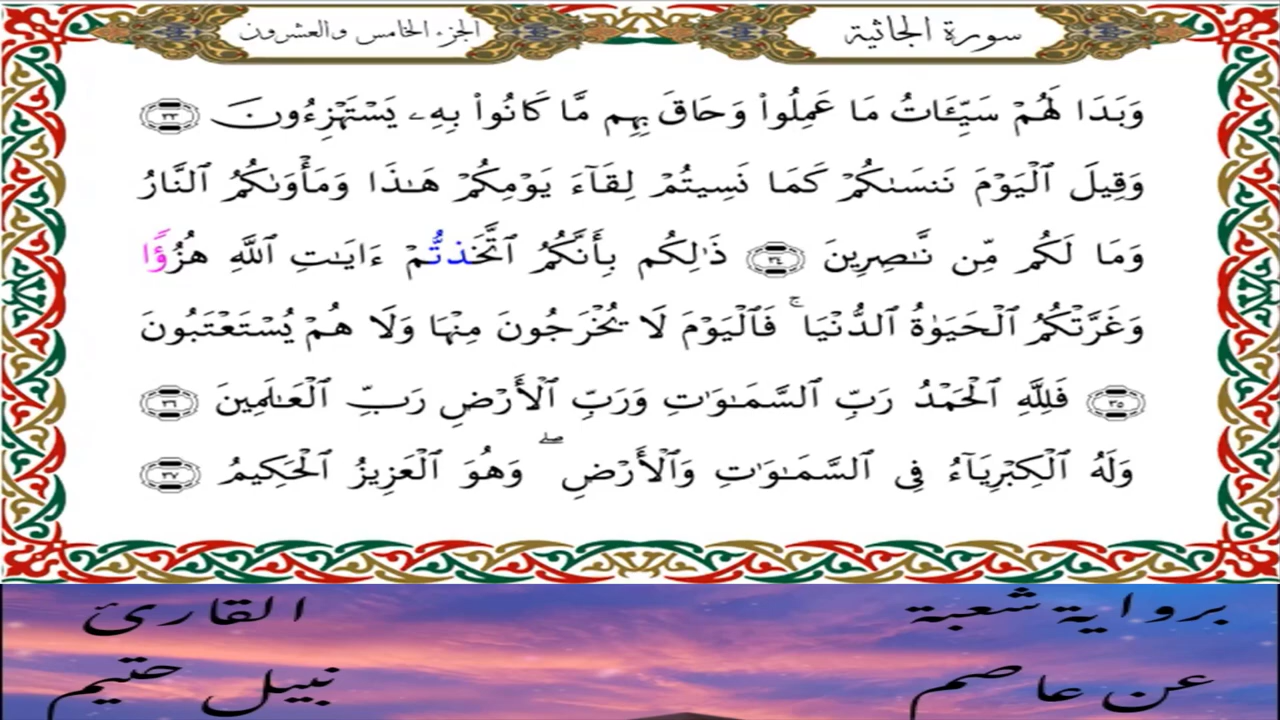 سورة الجاثية
الجزء الخامس والعشرون
وَبَدَا لَهُمْ سَيِّـَٔاتُ مَا عَمِلُوا۟ وَحَاقَ بِهِم مَّا كَانُوا۟ بِهِۦ يَسْتَهْزِءُونَ ٣٣
وَقِيلَ ٱلْيَوْمَ نَنسَىٰكُمْ كَمَا نَسِيتُمْ لِقَآءَ يَوْمِكُمْ هَـٰذَا وَمَأْوَىٰكُمُ ٱلنَّارُ
وَمَا لَكُم مِّن نَّـٰصِرِينَ ٣٤ ذَٰلِكُم بِأَنَّكُمُ ٱتَّخَذتُّمْ ءَايَـٰتِ ٱللَّهِ هُزُؤًا
وَغَرَّتْكُمُ ٱلْحَيَوٰةُ ٱلدُّنْيَا ۚ فَٱلْيَوْمَ لَا يُخْرَجُونَ مِنْهَا وَلَا هُمْ يُسْتَعْتَبُونَ
٣٥ فَلِلَّهِ ٱلْحَمْدُ رَبِّ ٱلسَّمَـٰوَٰتِ وَرَبِّ ٱلْأَرْضِ رَبِّ ٱلْعَـٰلَمِينَ ٣٦
وَلَهُ ٱلْكِبْرِيَآءُ فِى ٱلسَّمَـٰوَٰتِ وَٱلْأَرْضِ ۖ وَهُوَ ٱلْعَزِيزُ ٱلْحَكِيمُ ٣٧
برواية شعبة
عن عاصم
القارئ
نبيل حتيم